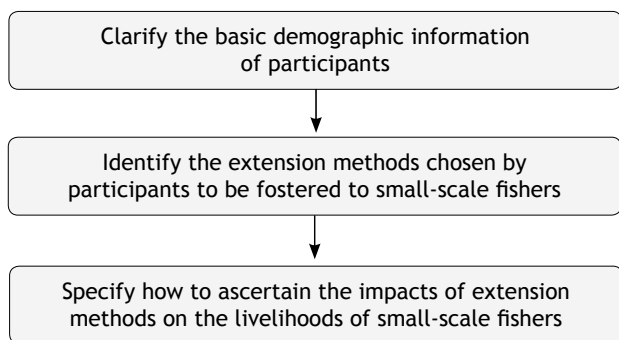 Clarify the basic demographic information
of participants
Identify the extension methods chosen by
participants to be fostered to small-scale fishers
Specify how to ascertain the impacts of extension
methods on the livelihoods of small-scale fishers